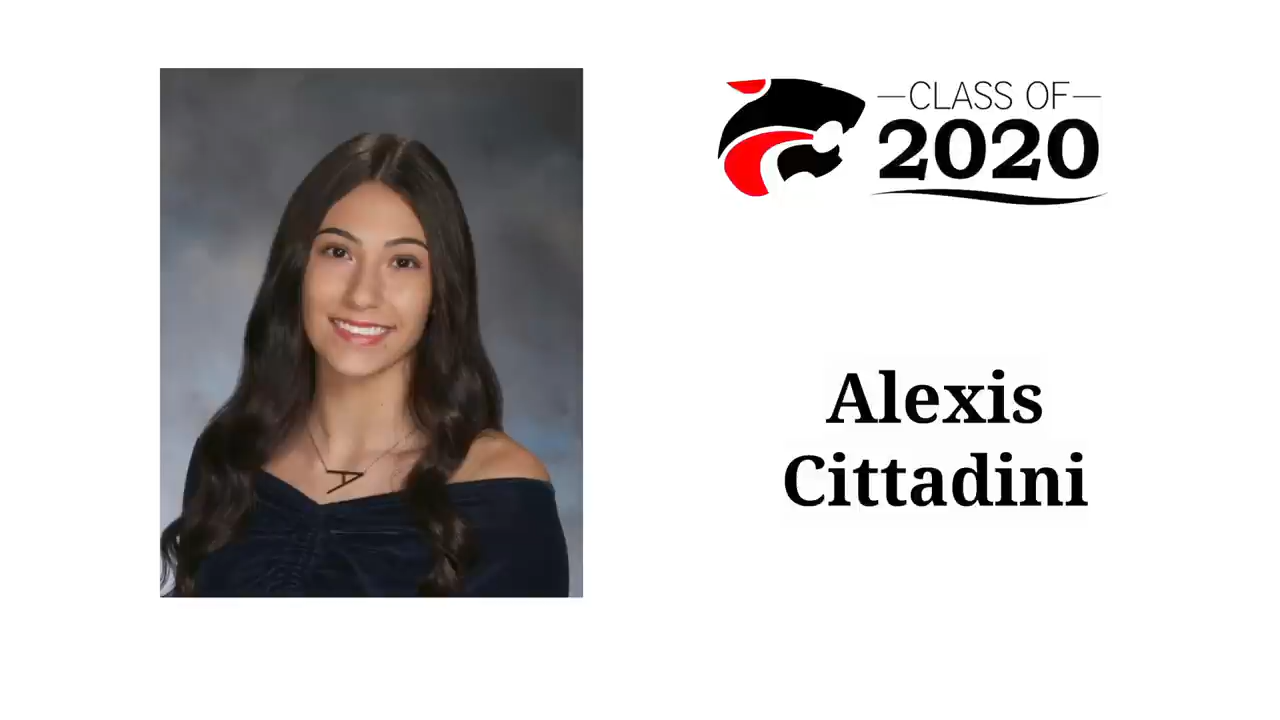 A
—CLASS OF—
2020
Alexis
Cittadini